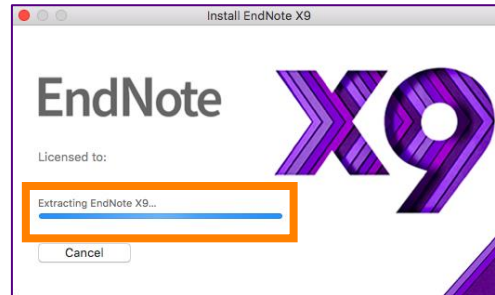 Install EndNote X9
EndNote X9
Licensed to:
Extracting EndNote X9...
Cancel